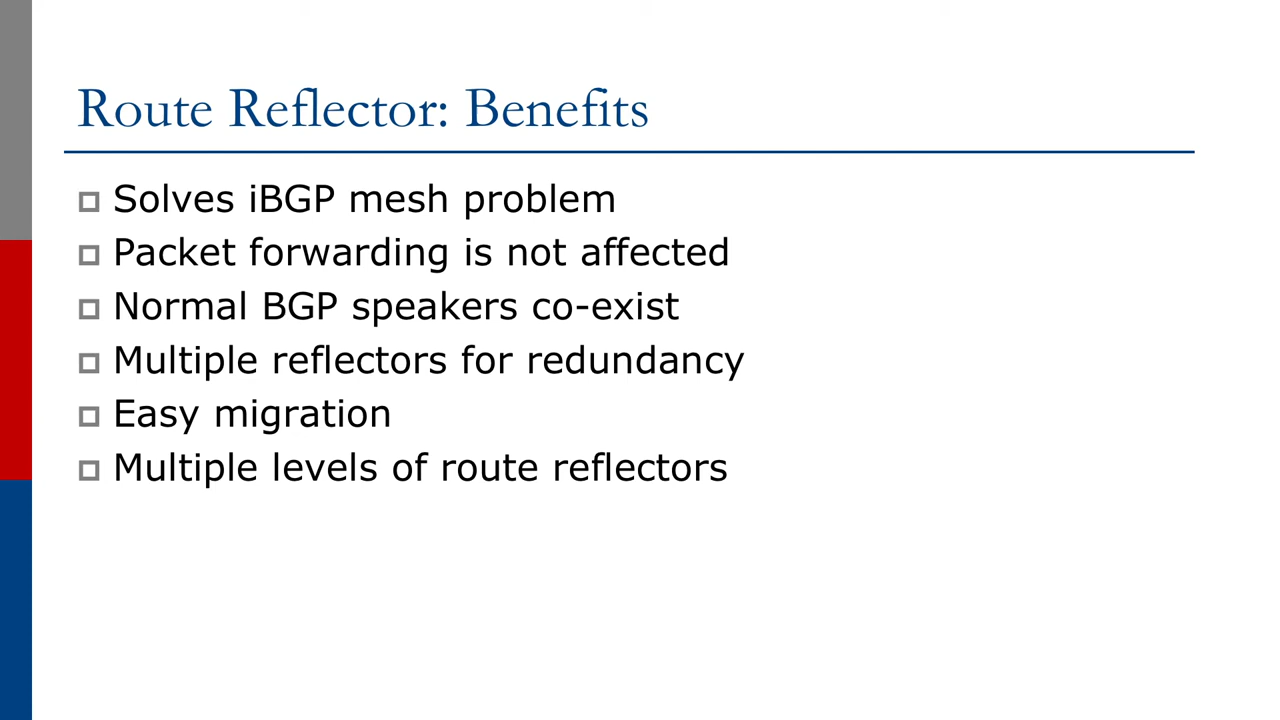 Route Reflector: Benefits
Solves iBGP mesh problem
Packet forwarding is not affected
Normal BGP speakers co-exist
Multiple reflectors for redundancy
Easy migration
Multiple levels of route reflectors